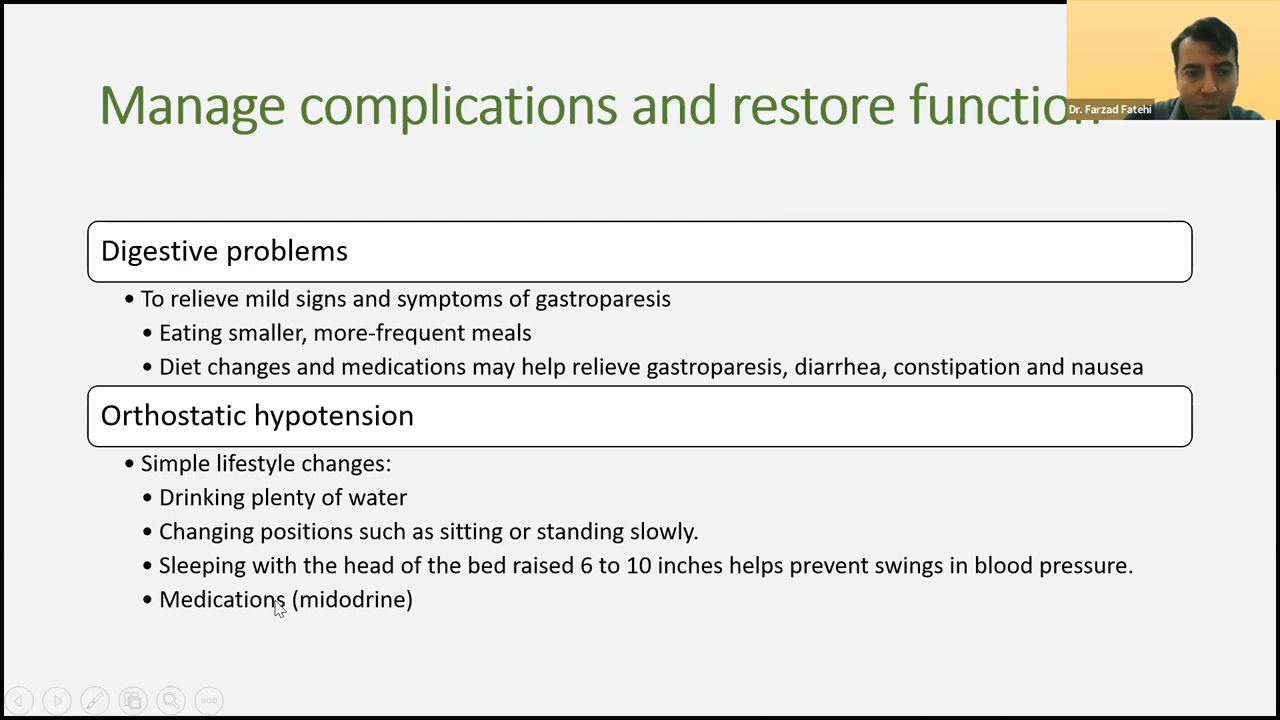 Manage complications and restore function
Dr. Farzad Fatehi
Digestive problems
• To relieve mild signs and symptoms of gastroparesis
• Eating smaller, more-frequent meals
• Diet changes and medications may help relieve gastroparesis, diarrhea, constipation and nausea
Orthostatic hypotension
• Simple lifestyle changes:
• Drinking plenty of water
• Changing positions such as sitting or standing slowly.
• Sleeping with the head of the bed raised 6 to 10 inches helps prevent swings in blood pressure.
• Medications (midodrine)